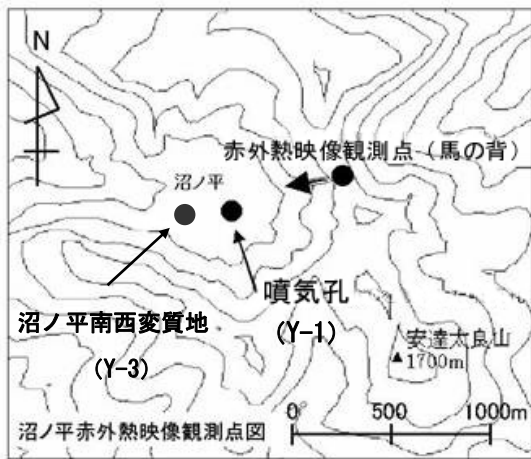 N
赤外熱映像観測点（馬の背）
沼ノ平
噴気孔
(Y-1)
沼ノ平南西変質地
(Y-3)
安達太良山
▲1700m
0 500 1000m
沼ノ平赤外熱映像観測点図